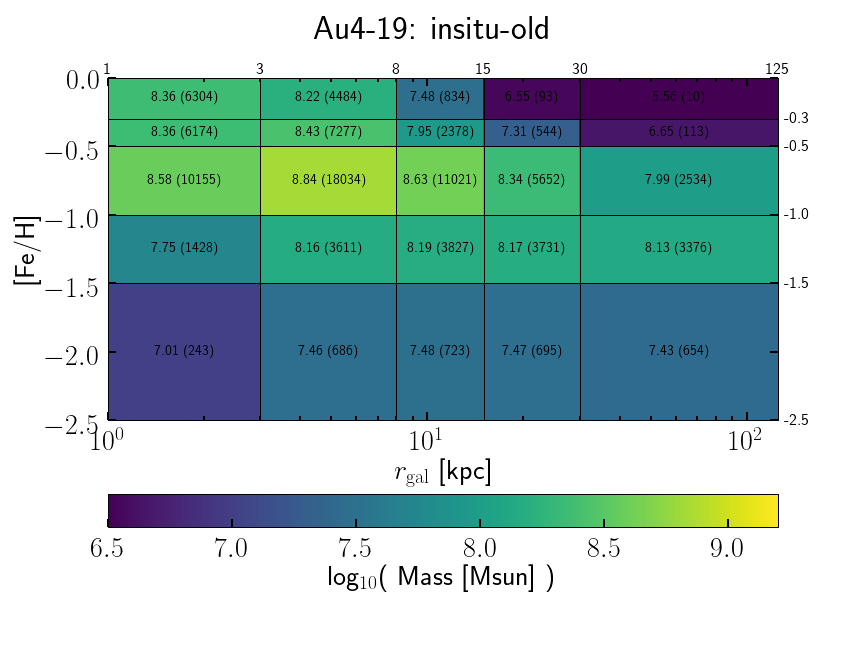 Au4-19: insitu-old
1 3 8 15 30 125
0.0 8.36 (6304) 8.22 (4484) 7.48 (834) 6.55 (93) 5.56 (10)
-0.3
8.36 (6174) 8.43 (7277) 7.95 (2378) 7.31 (544) 6.65 (113)
−0.5 -0.5
8.58 (10155) 8.84 (18034) 8.63 (11021) 8.34 (5652) 7.99 (2534)
−1.0 -1.0
[Fe/H]
7.75 (1428) 8.16 (3611) 8.19 (3827) 8.17 (3731) 8.13 (3376)
−1.5 -1.5
7.01 (243) 7.46 (686) 7.48 (723) 7.47 (695) 7.43 (654)
−2.0
−2.5 -2.5
10⁰ 10¹ 10²
r_gal [kpc]
6.5 7.0 7.5 8.0 8.5 9.0
log₁₀( Mass [Msun] )